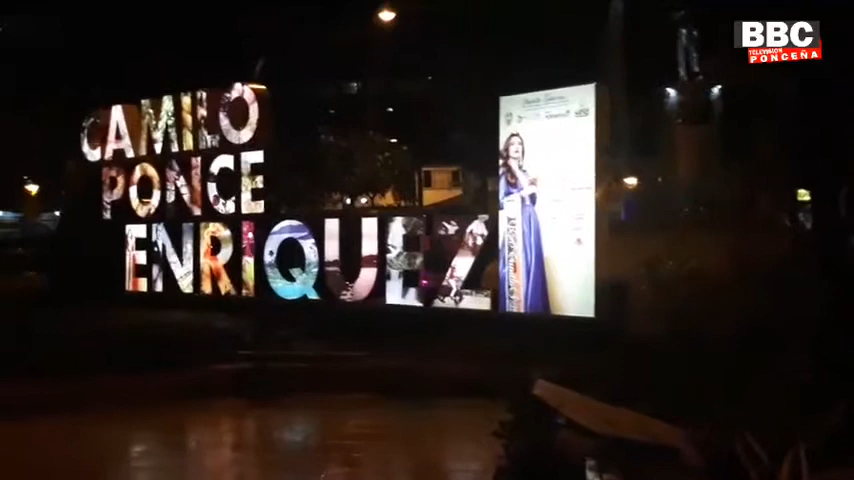 BBC
TELEVISION
PONCEÑA
CAMILO
PONCE
ENRIQUEZ